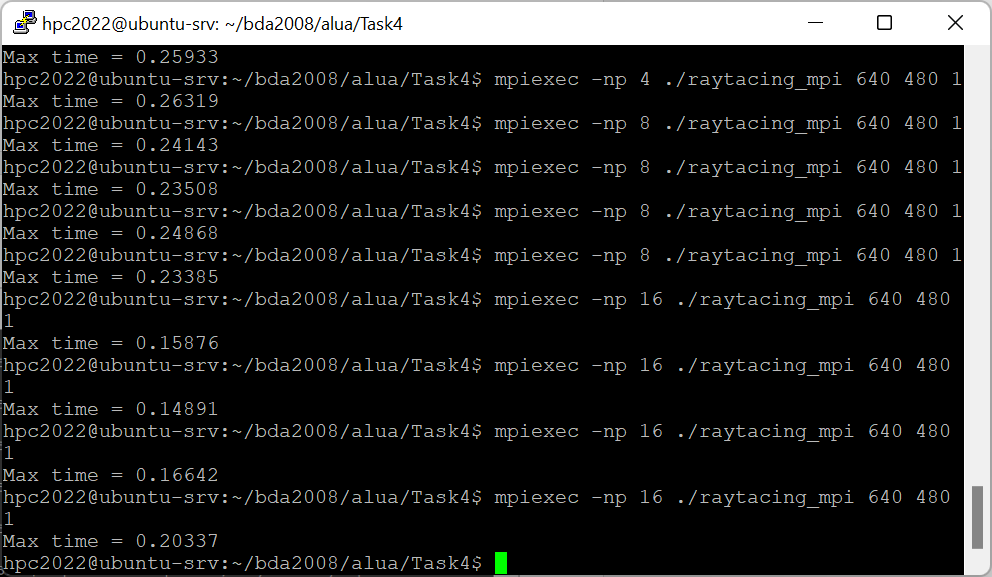 hpc2022@ubuntu-srv: ~/bda2008/alua/Task4
Max time = 0.25933
hpc2022@ubuntu-srv:~/bda2008/alua/Task4$ mpiexec -np 4 ./raytacing_mpi 640 480 1
Max time = 0.26319
hpc2022@ubuntu-srv:~/bda2008/alua/Task4$ mpiexec -np 8 ./raytacing_mpi 640 480 1
Max time = 0.24143
hpc2022@ubuntu-srv:~/bda2008/alua/Task4$ mpiexec -np 8 ./raytacing_mpi 640 480 1
Max time = 0.23508
hpc2022@ubuntu-srv:~/bda2008/alua/Task4$ mpiexec -np 8 ./raytacing_mpi 640 480 1
Max time = 0.24868
hpc2022@ubuntu-srv:~/bda2008/alua/Task4$ mpiexec -np 8 ./raytacing_mpi 640 480 1
Max time = 0.23385
hpc2022@ubuntu-srv:~/bda2008/alua/Task4$ mpiexec -np 16 ./raytacing_mpi 640 480
1
Max time = 0.15876
hpc2022@ubuntu-srv:~/bda2008/alua/Task4$ mpiexec -np 16 ./raytacing_mpi 640 480
1
Max time = 0.14891
hpc2022@ubuntu-srv:~/bda2008/alua/Task4$ mpiexec -np 16 ./raytacing_mpi 640 480
1
Max time = 0.16642
hpc2022@ubuntu-srv:~/bda2008/alua/Task4$ mpiexec -np 16 ./raytacing_mpi 640 480
1
Max time = 0.20337
hpc2022@ubuntu-srv:~/bda2008/alua/Task4$